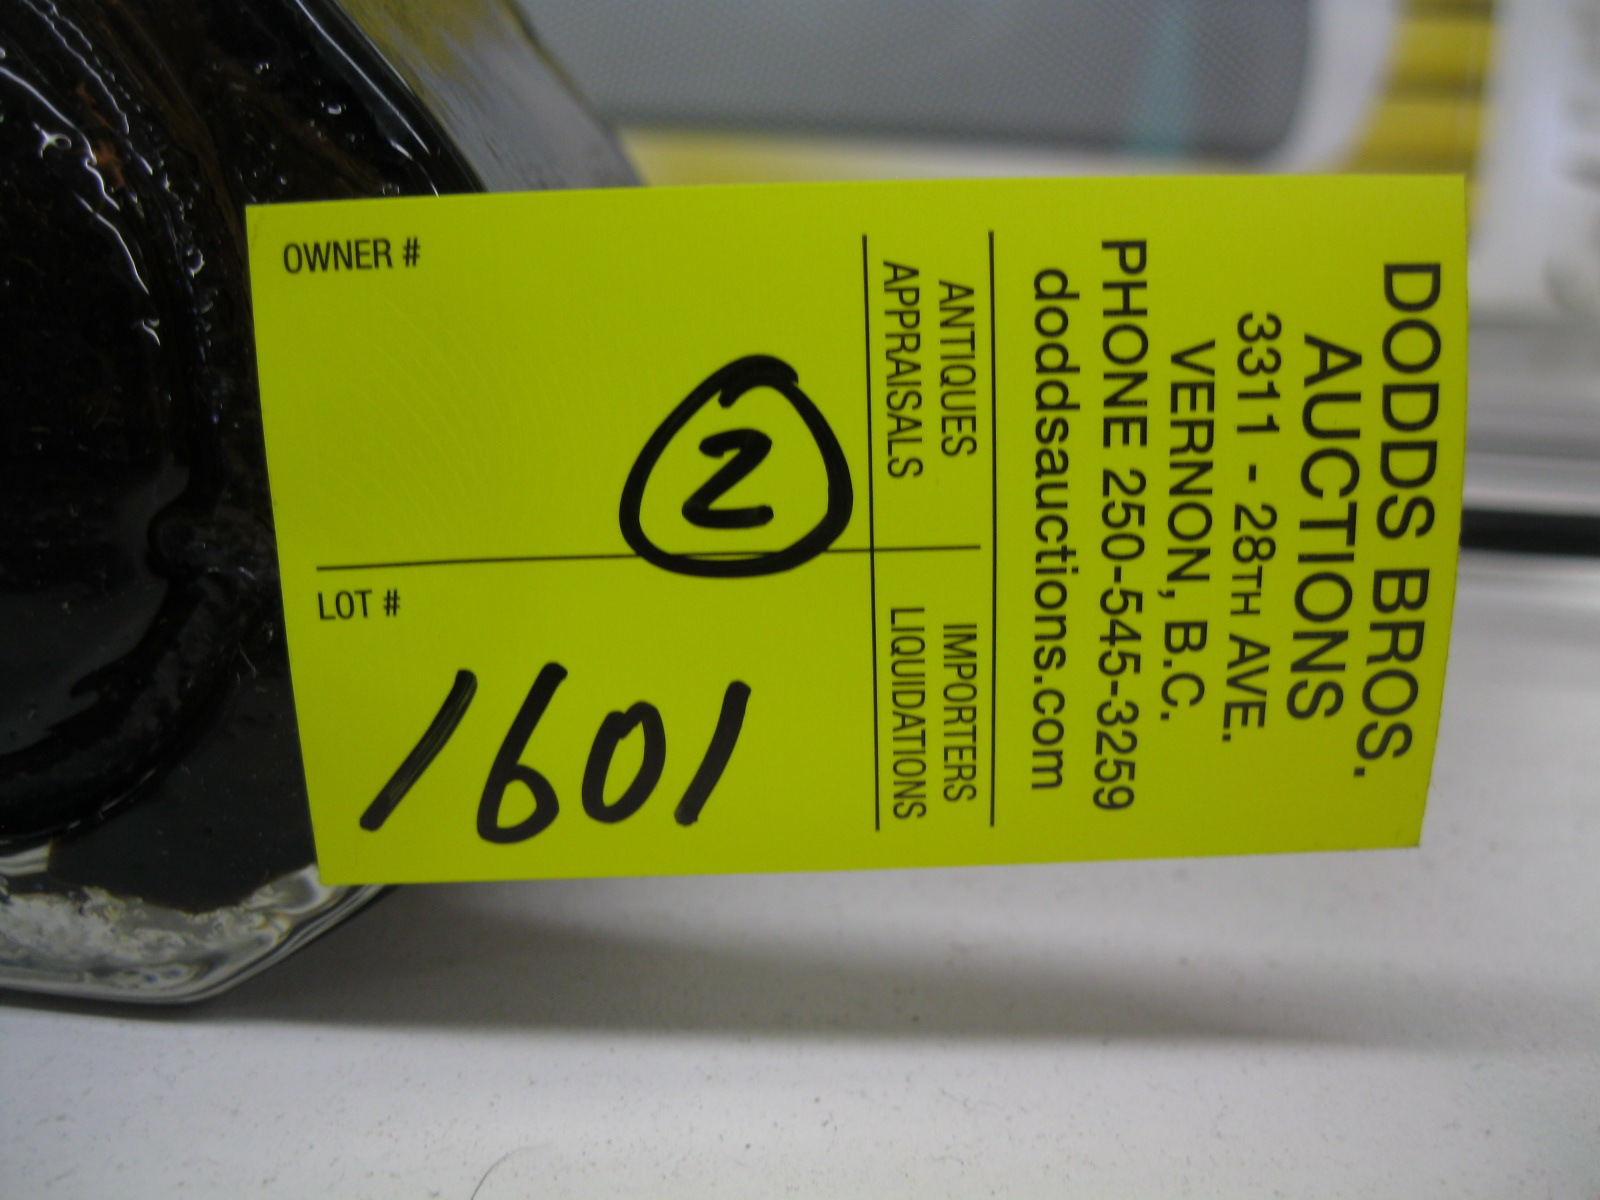 DODDS BROS.
AUCTIONS
3311 - 28TH AVE.
VERNON, B.C.
PHONE 250-545-3259
doddsauctions.com
ANTIQUES
APPRAISALS
IMPORTERS
LIQUIDATIONS
OWNER #
2
LOT #
1601